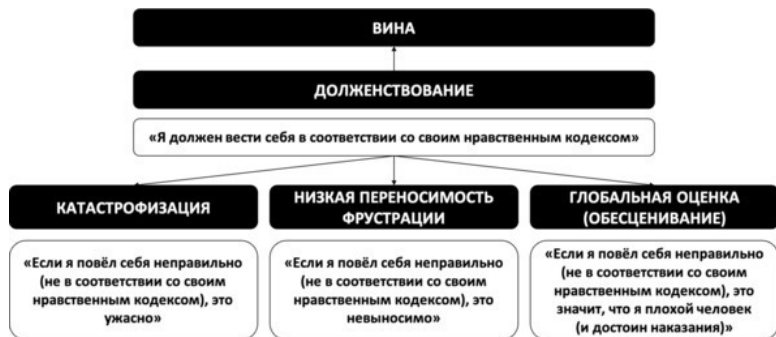 ВИНА
ДОЛЖЕНСТВОВАНИЕ
«Я должен вести себя в соответствии со своим нравственным кодексом»
КАТАСТРОФИЗАЦИЯ
«Если я повёл себя неправильно
(не в соответствии со своим
нравственным кодексом), это
ужасно»
НИЗКАЯ ПЕРЕНОСИМОСТЬ
ФРУСТРАЦИИ
«Если я повёл себя неправильно
(не в соответствии со своим
нравственным кодексом), это
невыносимо»
ГЛОБАЛЬНАЯ ОЦЕНКА
(ОБЕСЦЕНИВАНИЕ)
«Если я повёл себя неправильно
(не в соответствии со своим
нравственным кодексом), это
значит, что я плохой человек
(и достоин наказания)»